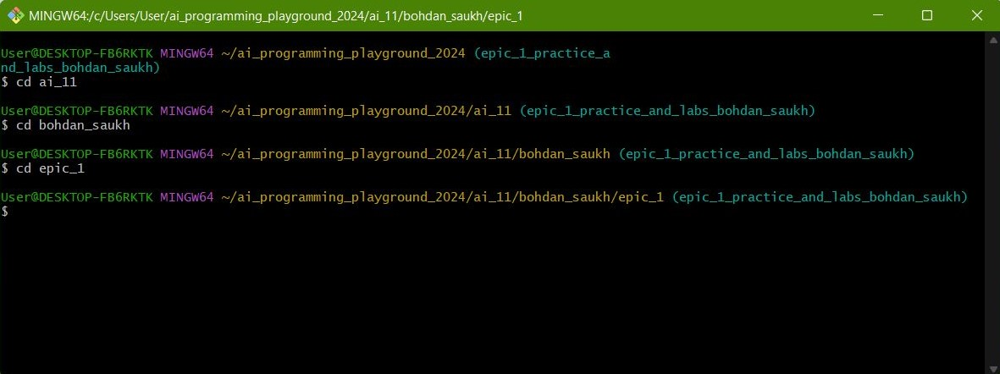 MINGW64:/c/Users/User/ai_programming_playground_2024/ai_11/bohdan_saukh/epic_1
User@DESKTOP-FB6RKTK MINGW64 ~/ai_programming_playground_2024 (epic_1_practice_a
nd_labs_bohdan_saukh)
$ cd ai_11
User@DESKTOP-FB6RKTK MINGW64 ~/ai_programming_playground_2024/ai_11 (epic_1_practice_and_labs_bohdan_saukh)
$ cd bohdan_saukh
User@DESKTOP-FB6RKTK MINGW64 ~/ai_programming_playground_2024/ai_11/bohdan_saukh (epic_1_practice_and_labs_bohdan_saukh)
$ cd epic_1
User@DESKTOP-FB6RKTK MINGW64 ~/ai_programming_playground_2024/ai_11/bohdan_saukh/epic_1 (epic_1_practice_and_labs_bohdan_saukh)
$